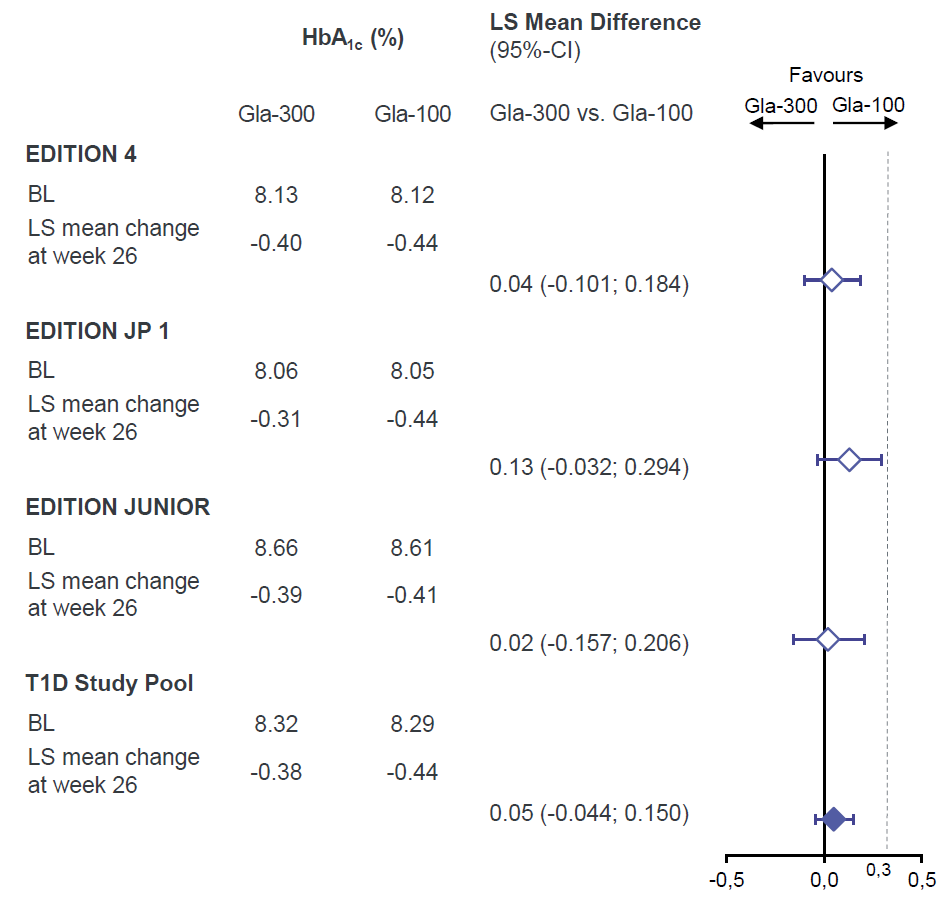 HbA1c (%)
LS Mean Difference
(95%-CI)
Favours
Gla-300 Gla-100
Gla-300 Gla-100 Gla-300 vs. Gla-100
EDITION 4
BL 8.13 8.12
LS mean change
at week 26
-0.40 -0.44
0.04 (-0.101; 0.184)
EDITION JP 1
BL 8.06 8.05
LS mean change
at week 26
-0.31 -0.44
0.13 (-0.032; 0.294)
EDITION JUNIOR
BL 8.66 8.61
LS mean change
at week 26
-0.39 -0.41
0.02 (-0.157; 0.206)
T1D Study Pool
BL 8.32 8.29
LS mean change
at week 26
-0.38 -0.44
0.05 (-0.044; 0.150)
-0,5 0,0 0,3 0,5